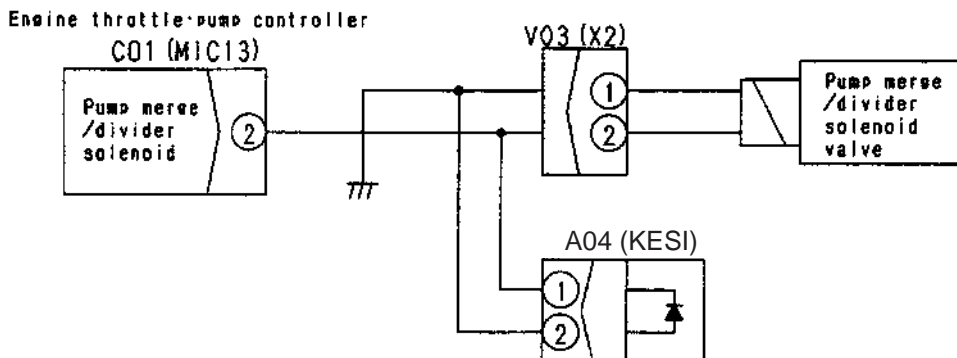 Engine throttle·pump controller
C01 (MIC13)
Pump merge
/divider
solenoid
2
V03 (X2)
1
2
Pump merge
/divider
solenoid
valve
A04 (KESI)
1
2